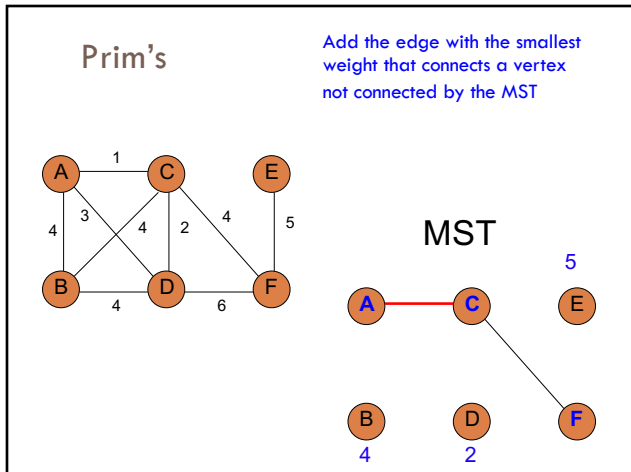 Prim's
Add the edge with the smallest
weight that connects a vertex
not connected by the MST
1
A C E
4 3 4 2 4 5
B D F
4 6
MST
5
A C E
B D F
4 2